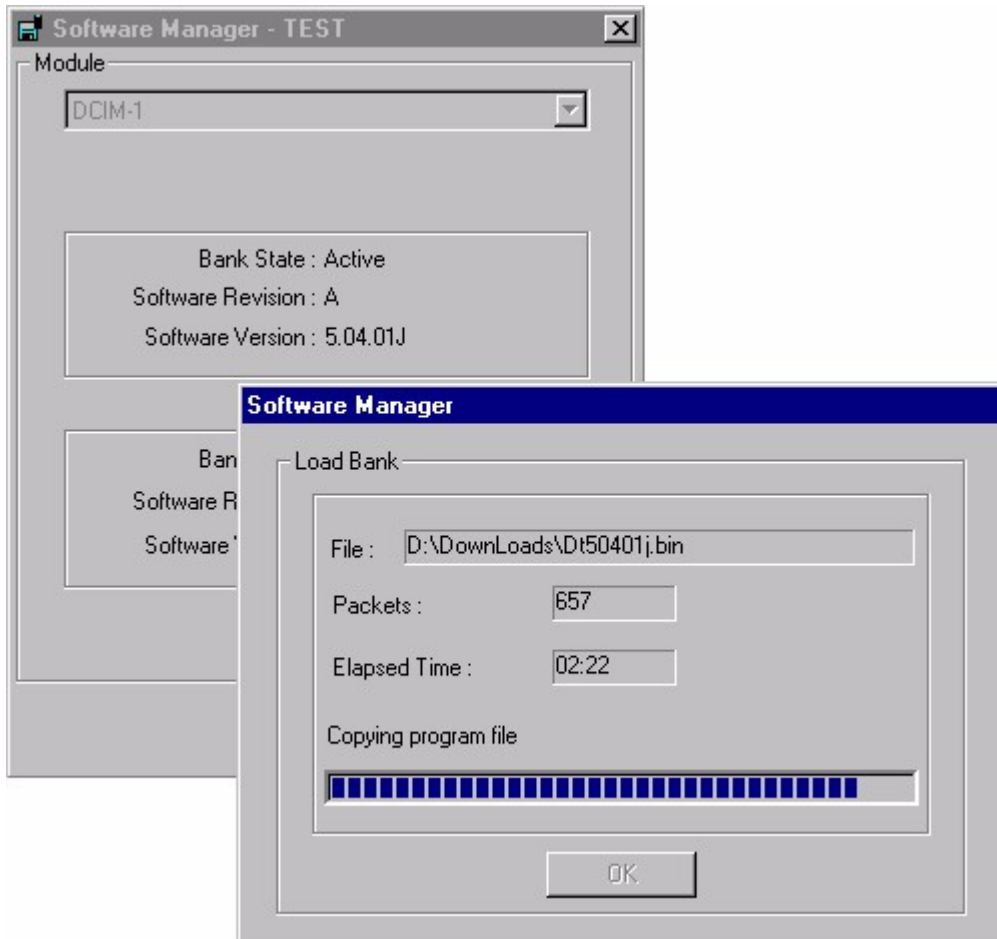 Software Manager - TEST
Module
DCIM-1
Bank State : Active
Software Revision : A
Software Version : 5.04.01J
Ban
Software R
Software
Software Manager
Load Bank
File : D:\DownLoads\Dt50401j.bin
Packets : 657
Elapsed Time : 02:22
Copying program file
OK